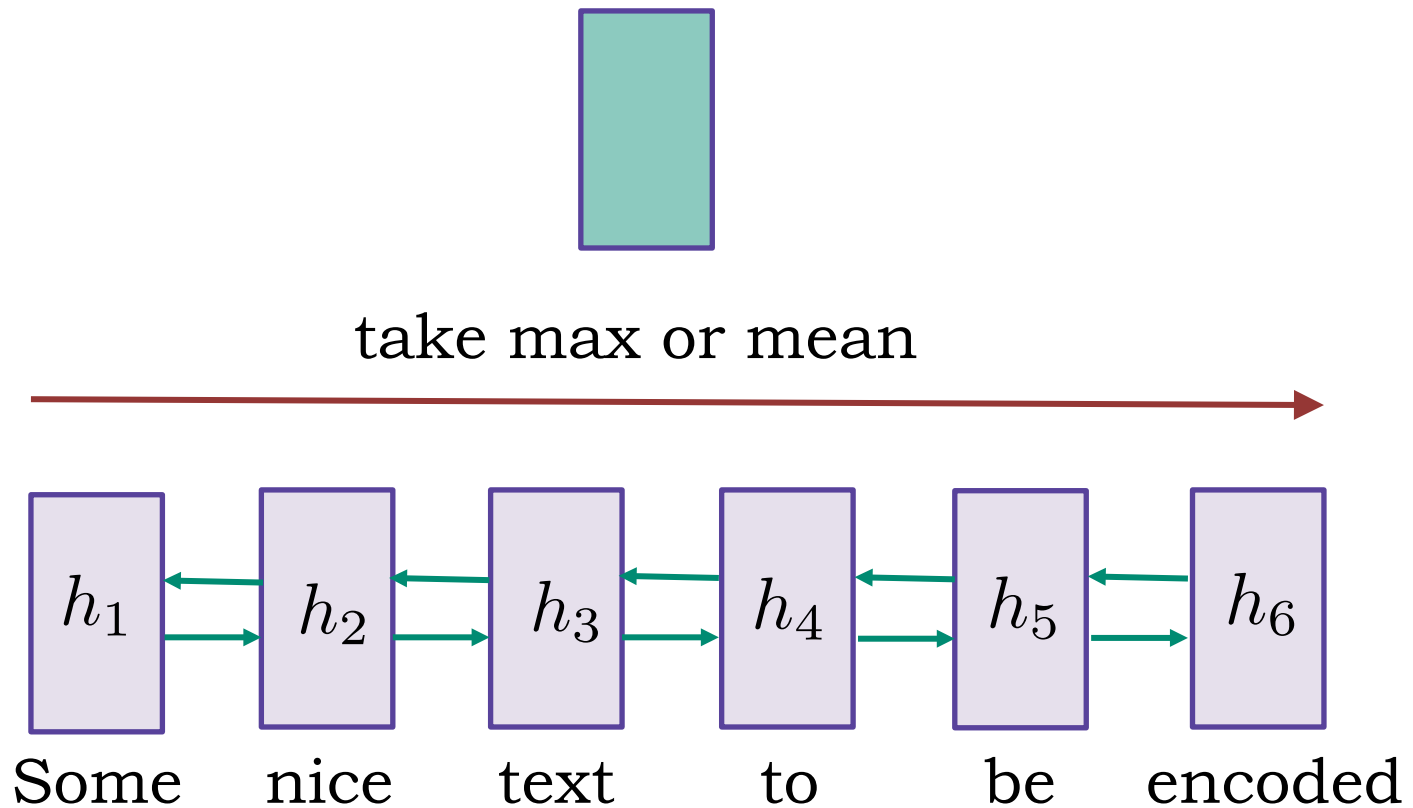 take max or mean
h₁ h₂ h₃ h₄ h₅ h₆
Some nice text to be encoded